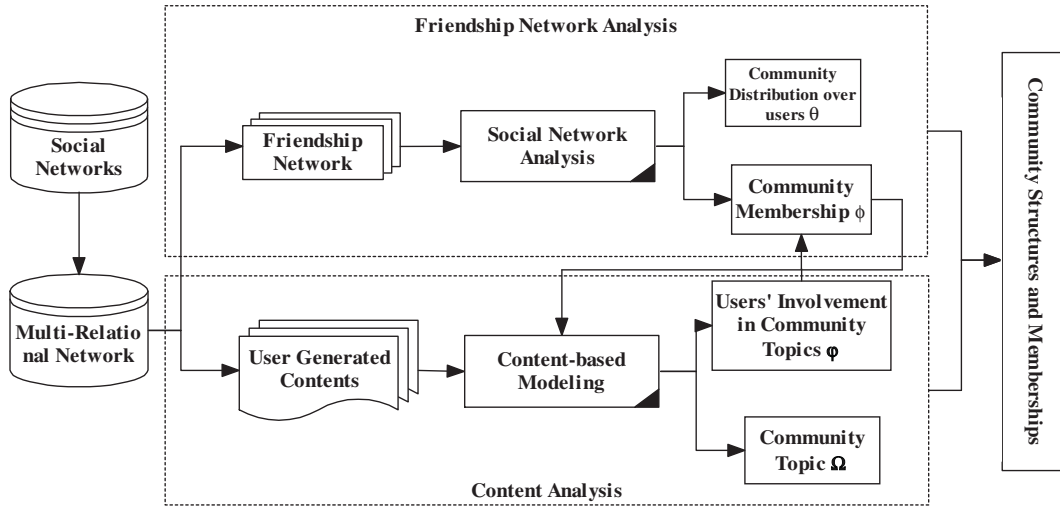 Friendship Network Analysis
Social
Networks
Friendship
Network
Social Network
Analysis
Community
Distribution over
users θ
Community
Membership ϕ
Multi-Relatio
nal Network
User Generated
Contents
Content-based
Modeling
Users' Involvement
in Community
Topics φ
Community
Topic Ω
Content Analysis
Community Structures and Memberships